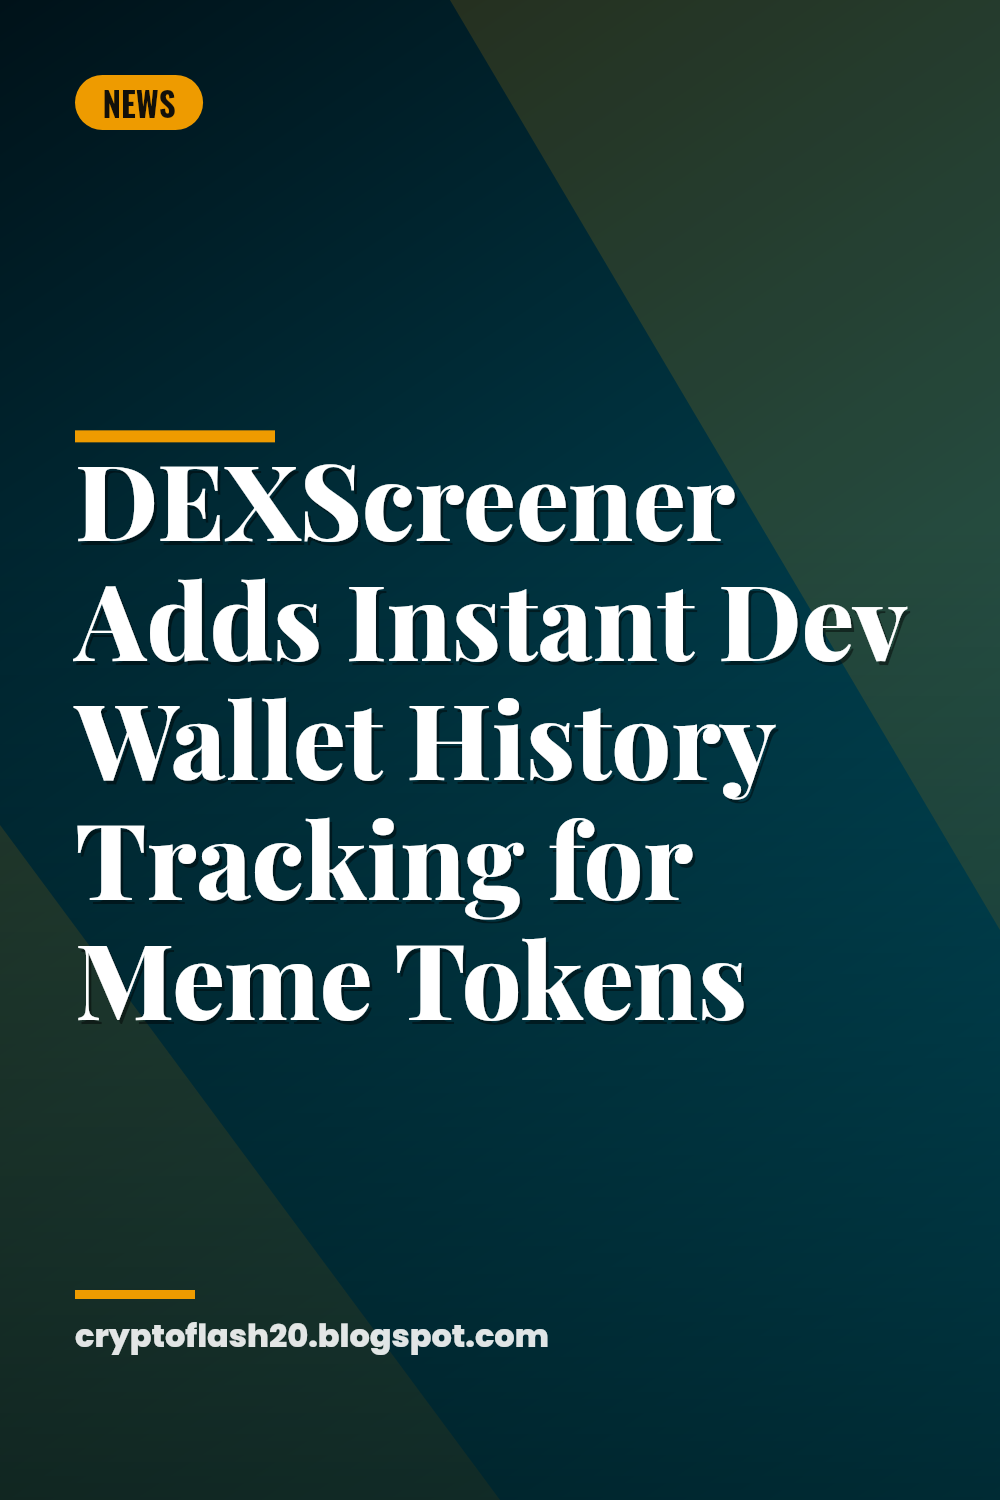 NEWS
DEXScreener
Adds Instant Dev
Wallet History
Tracking for
Meme Tokens
cryptoflash20.blogspot.com